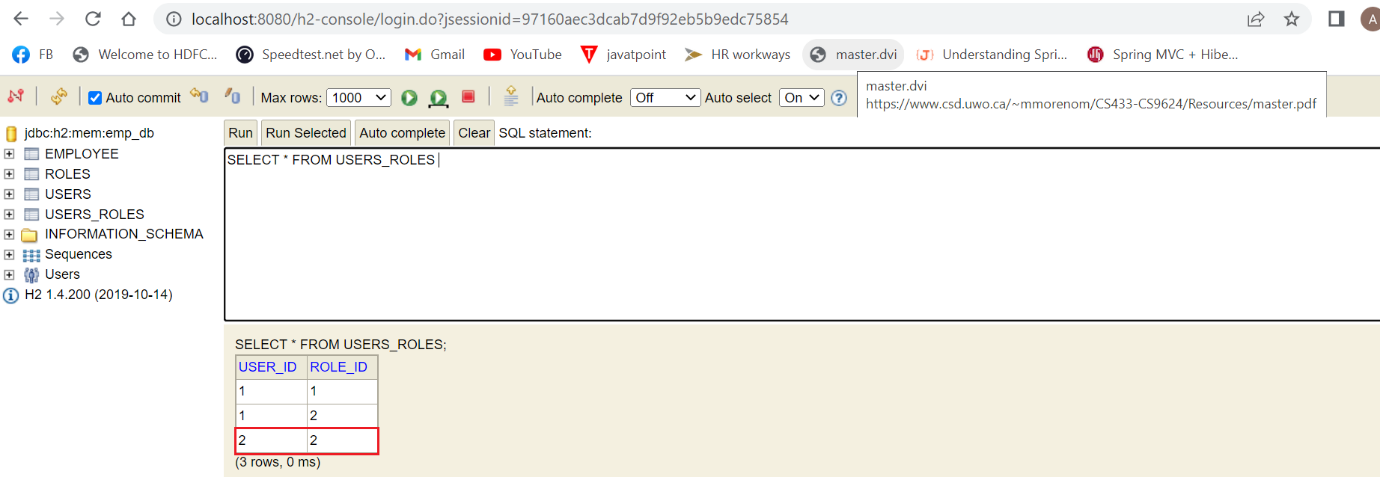 localhost:8080/h2-console/login.do?jsessionid=97160aec3dcab7d9f92eb5b9edc75854
A
FB Welcome to HDFC... Speedtest.net by O... Gmail YouTube javatpoint HR workways master.dvi Understanding Spri... Spring MVC + Hibe...
master.dvi
https://www.csd.uwo.ca/~mmorenom/CS433-CS9624/Resources/master.pdf
Auto commit Max rows: 1000 Auto complete Off Auto select On ?
jdbc:h2:mem:emp_db
EMPLOYEE
ROLES
USERS
USERS_ROLES
INFORMATION_SCHEMA
Sequences
Users
H2 1.4.200 (2019-10-14)
Run Run Selected Auto complete Clear SQL statement:
SELECT * FROM USERS_ROLES
SELECT * FROM USERS_ROLES;
USER_ID ROLE_ID
1 1
1 2
2 2
(3 rows, 0 ms)